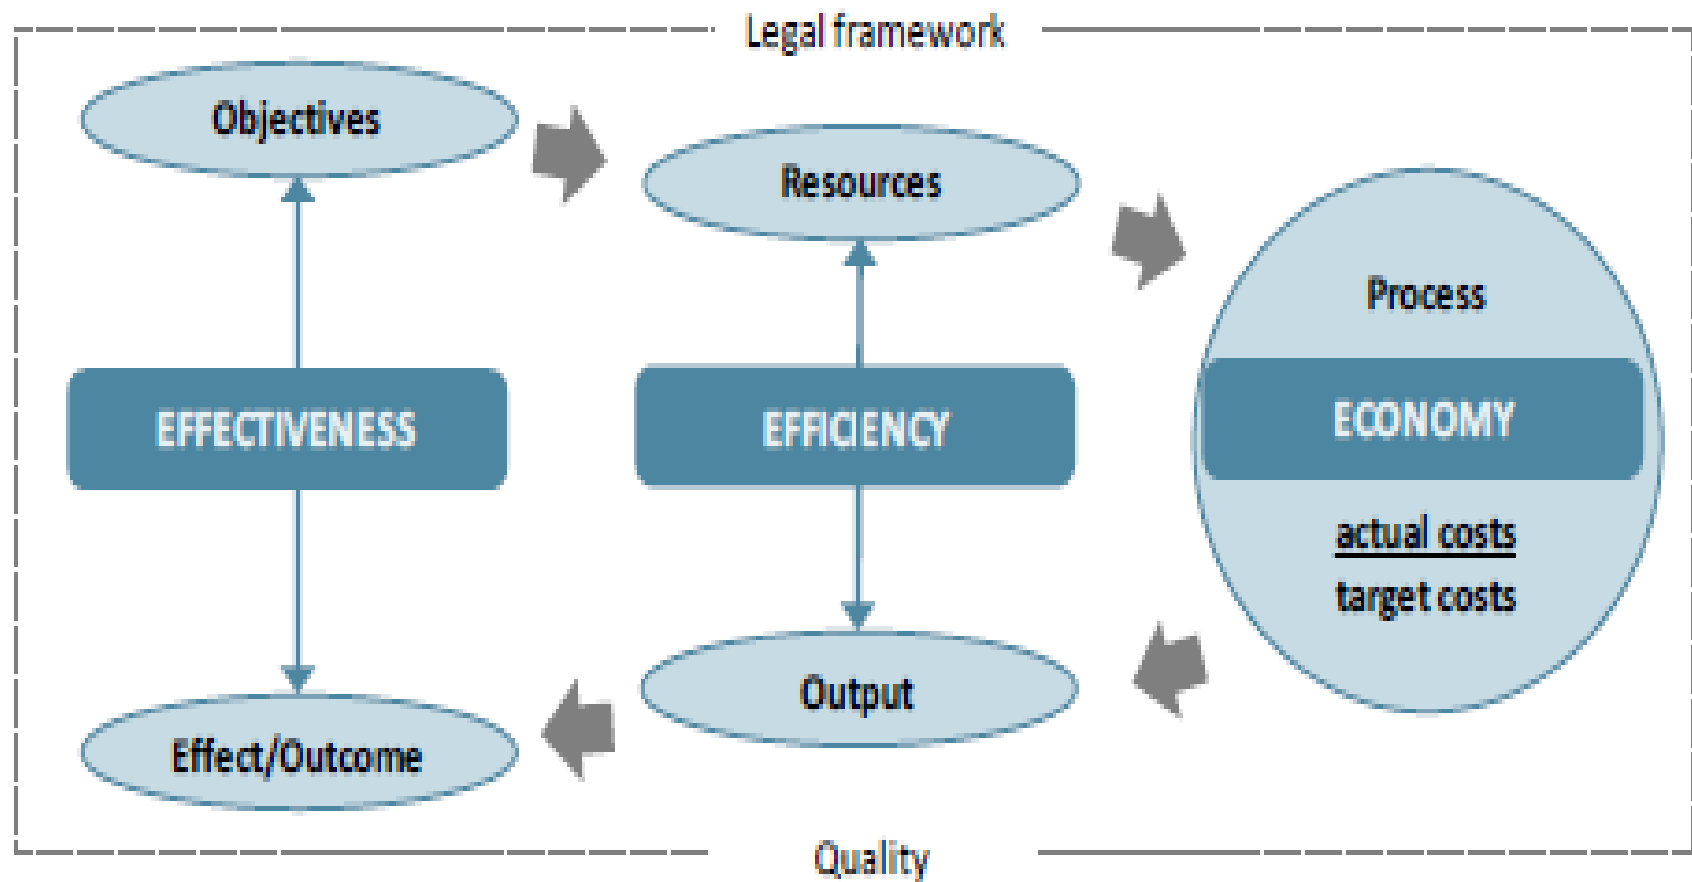 Legal framework
Objectives
Resources
Process
EFFECTIVENESS
EFFICIENCY
ECONOMY
actual costs
target costs
Output
Effect/Outcome
Quality